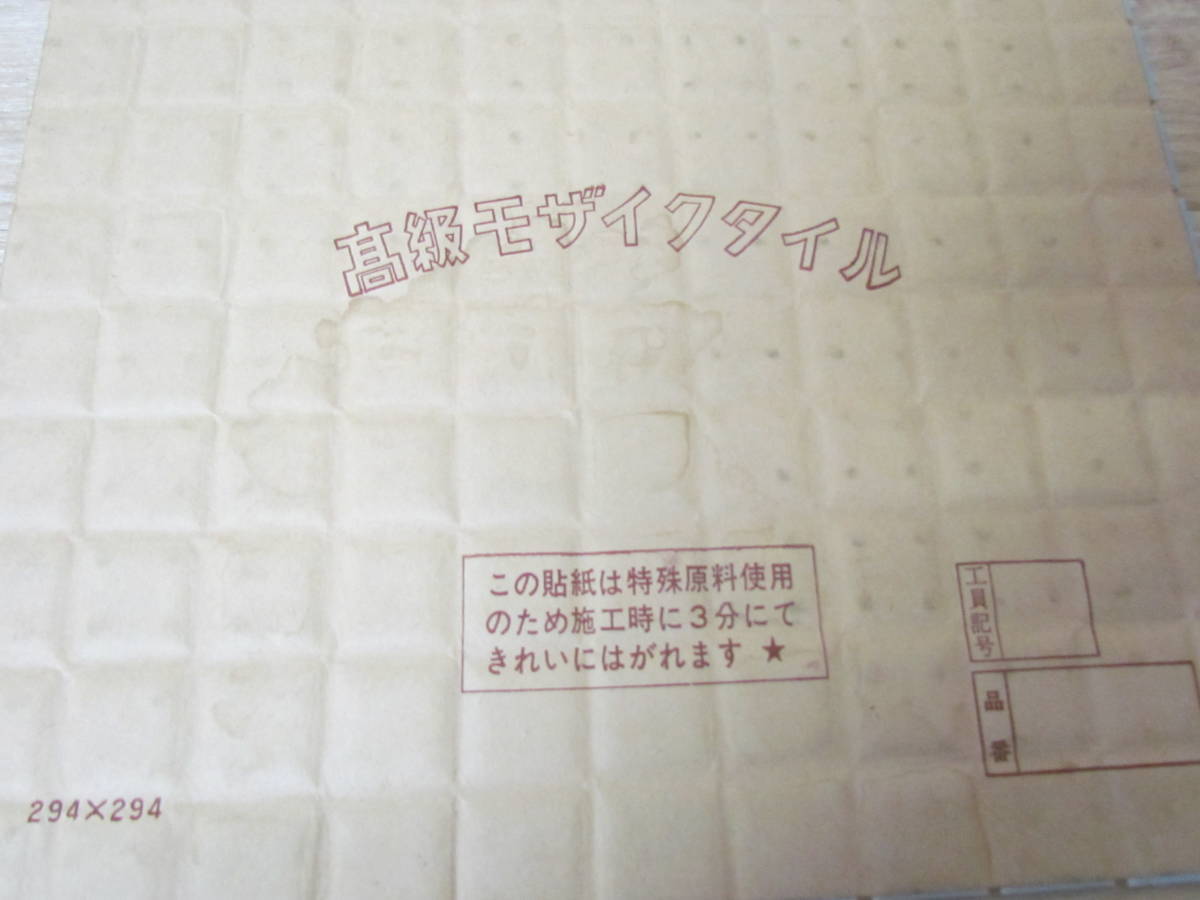 髙級モザイクタイル
この貼紙は特殊原料使用
のため施工時に3分にて
きれいにはがれます ★
工員記号
品番
294×294